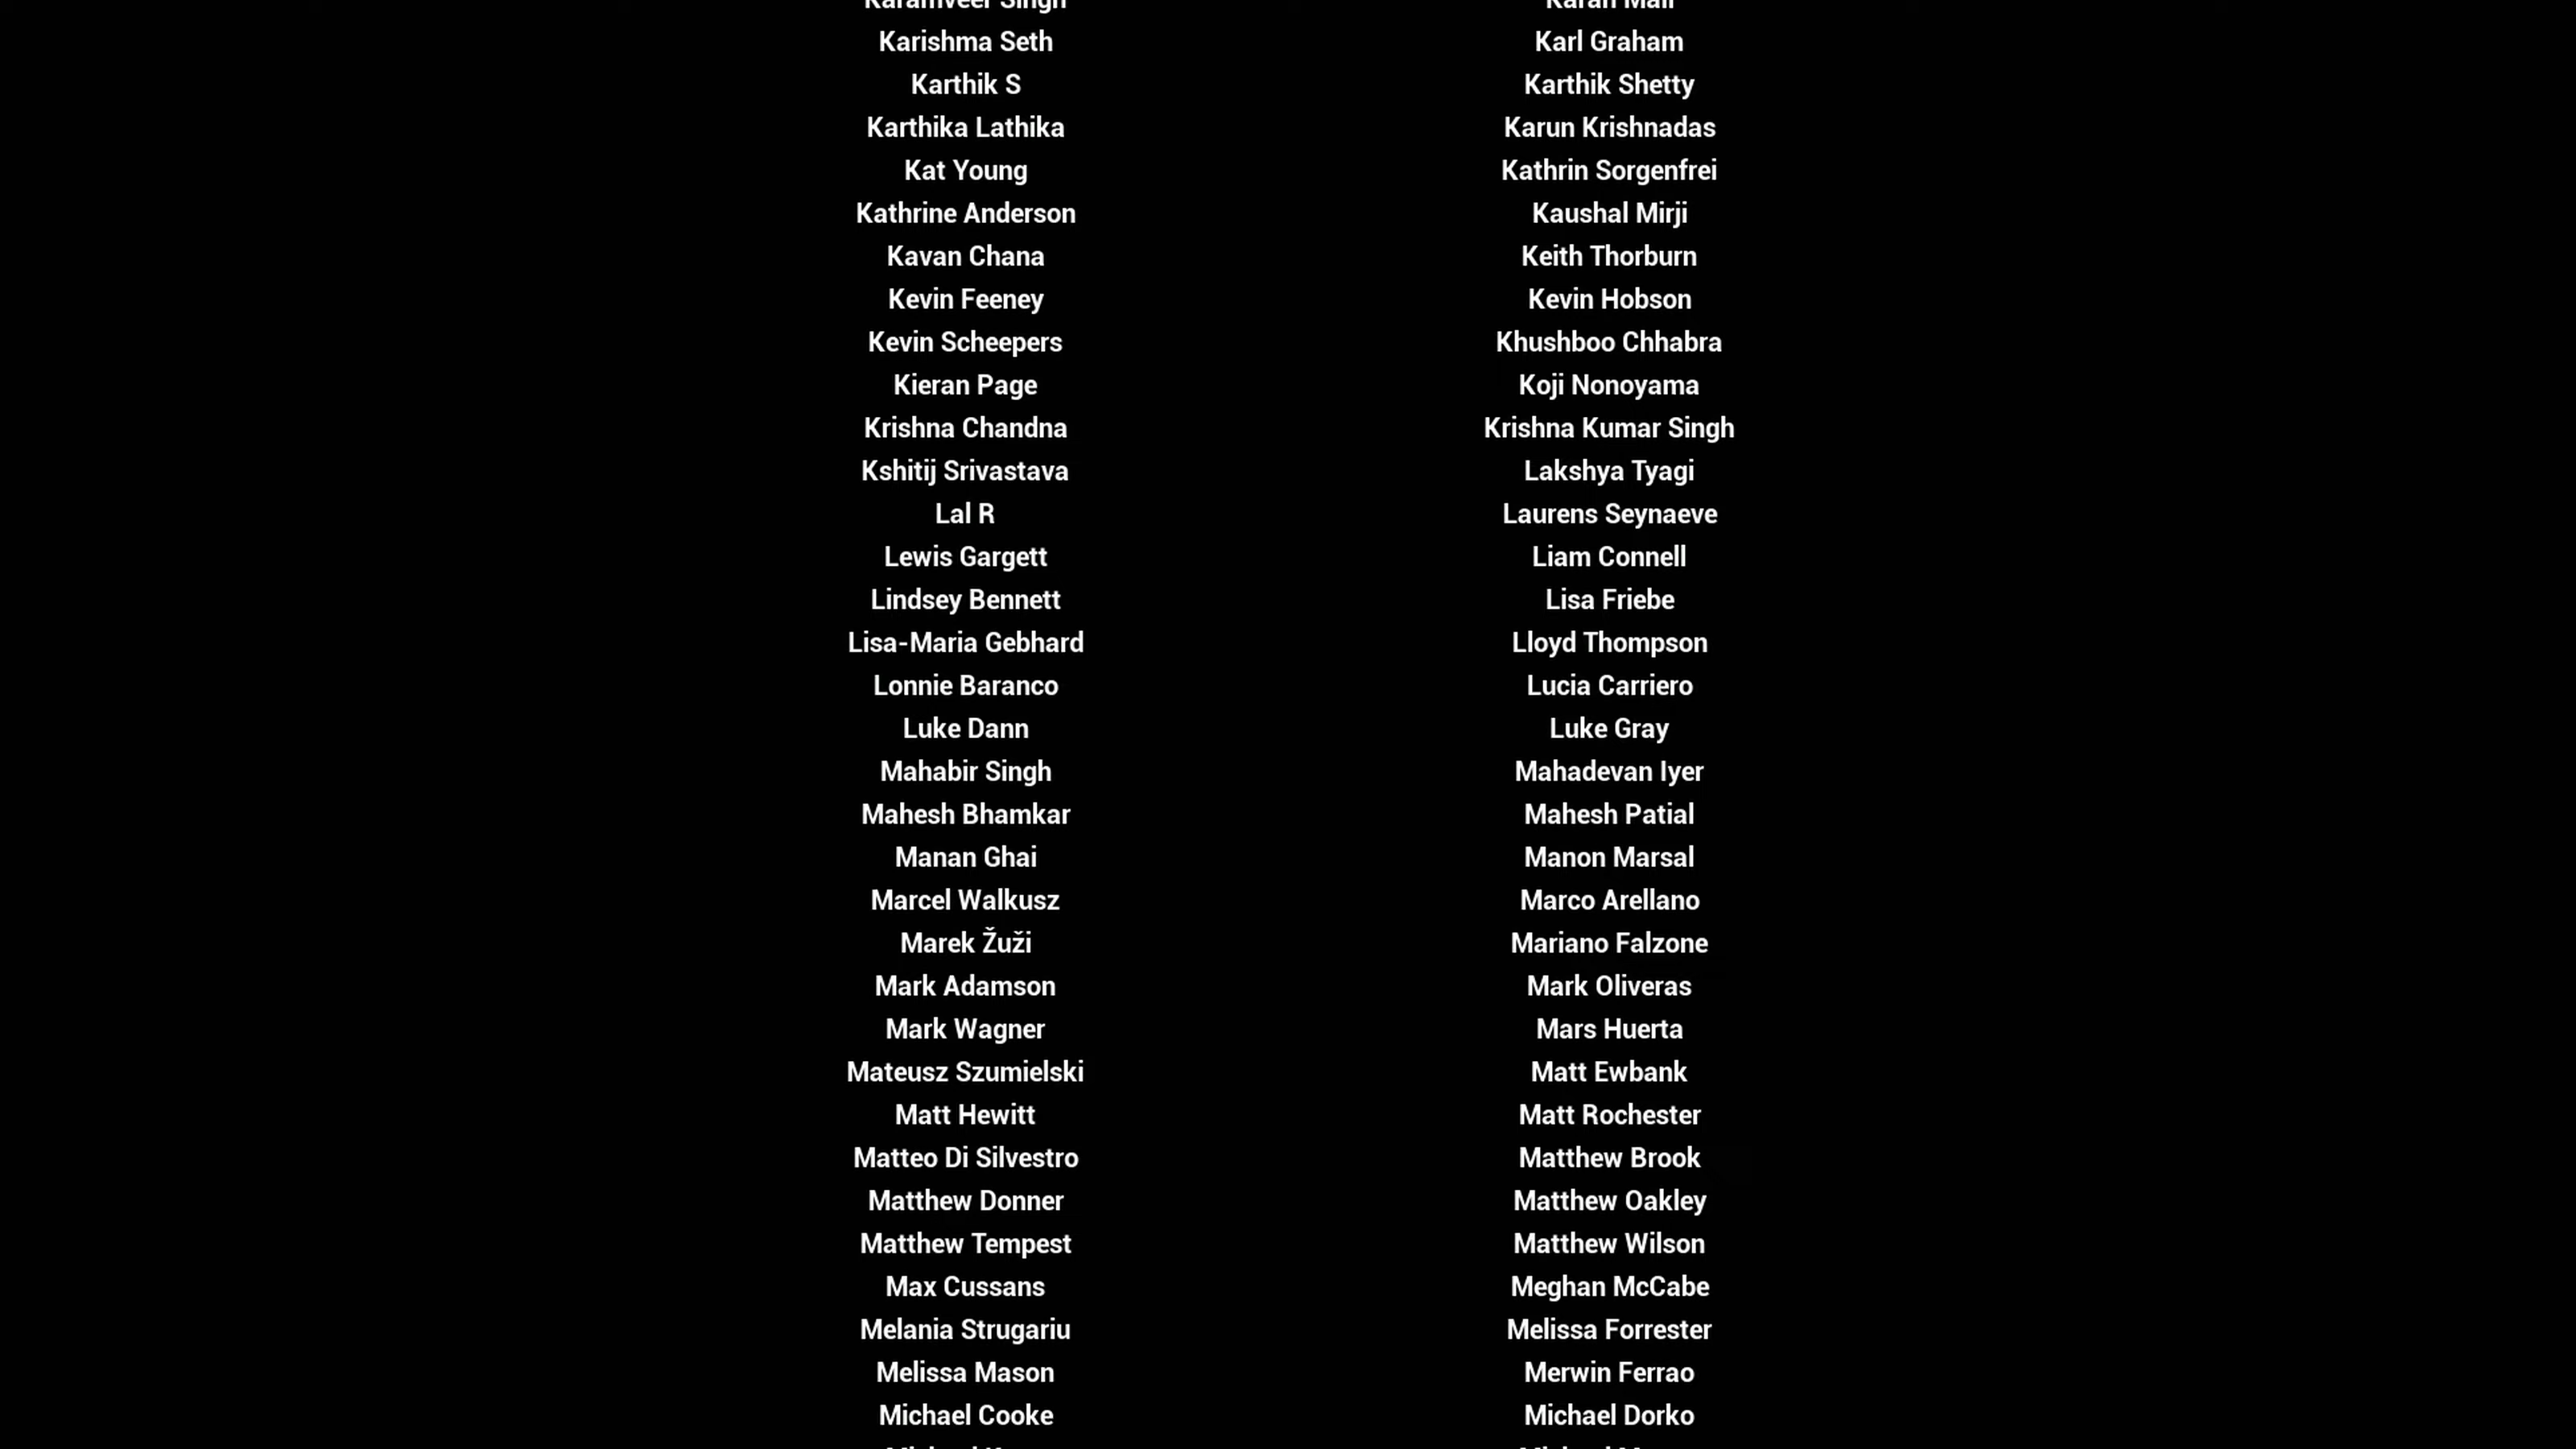 Karamveer Singh Karan Mali
Karishma Seth Karl Graham
Karthik S Karthik Shetty
Karthika Lathika Karun Krishnadas
Kat Young Kathrin Sorgenfrei
Kathrine Anderson Kaushal Mirji
Kavan Chana Keith Thorburn
Kevin Feeney Kevin Hobson
Kevin Scheepers Khushboo Chhabra
Kieran Page Koji Nonoyama
Krishna Chandna Krishna Kumar Singh
Kshitij Srivastava Lakshya Tyagi
Lal R Laurens Seynaeve
Lewis Gargett Liam Connell
Lindsey Bennett Lisa Friebe
Lisa-Maria Gebhard Lloyd Thompson
Lonnie Baranco Lucia Carriero
Luke Dann Luke Gray
Mahabir Singh Mahadevan Iyer
Mahesh Bhamkar Mahesh Patial
Manan Ghai Manon Marsal
Marcel Walkusz Marco Arellano
Marek Žuži Mariano Falzone
Mark Adamson Mark Oliveras
Mark Wagner Mars Huerta
Mateusz Szumielski Matt Ewbank
Matt Hewitt Matt Rochester
Matteo Di Silvestro Matthew Brook
Matthew Donner Matthew Oakley
Matthew Tempest Matthew Wilson
Max Cussans Meghan McCabe
Melania Strugariu Melissa Forrester
Melissa Mason Merwin Ferrao
Michael Cooke Michael Dorko